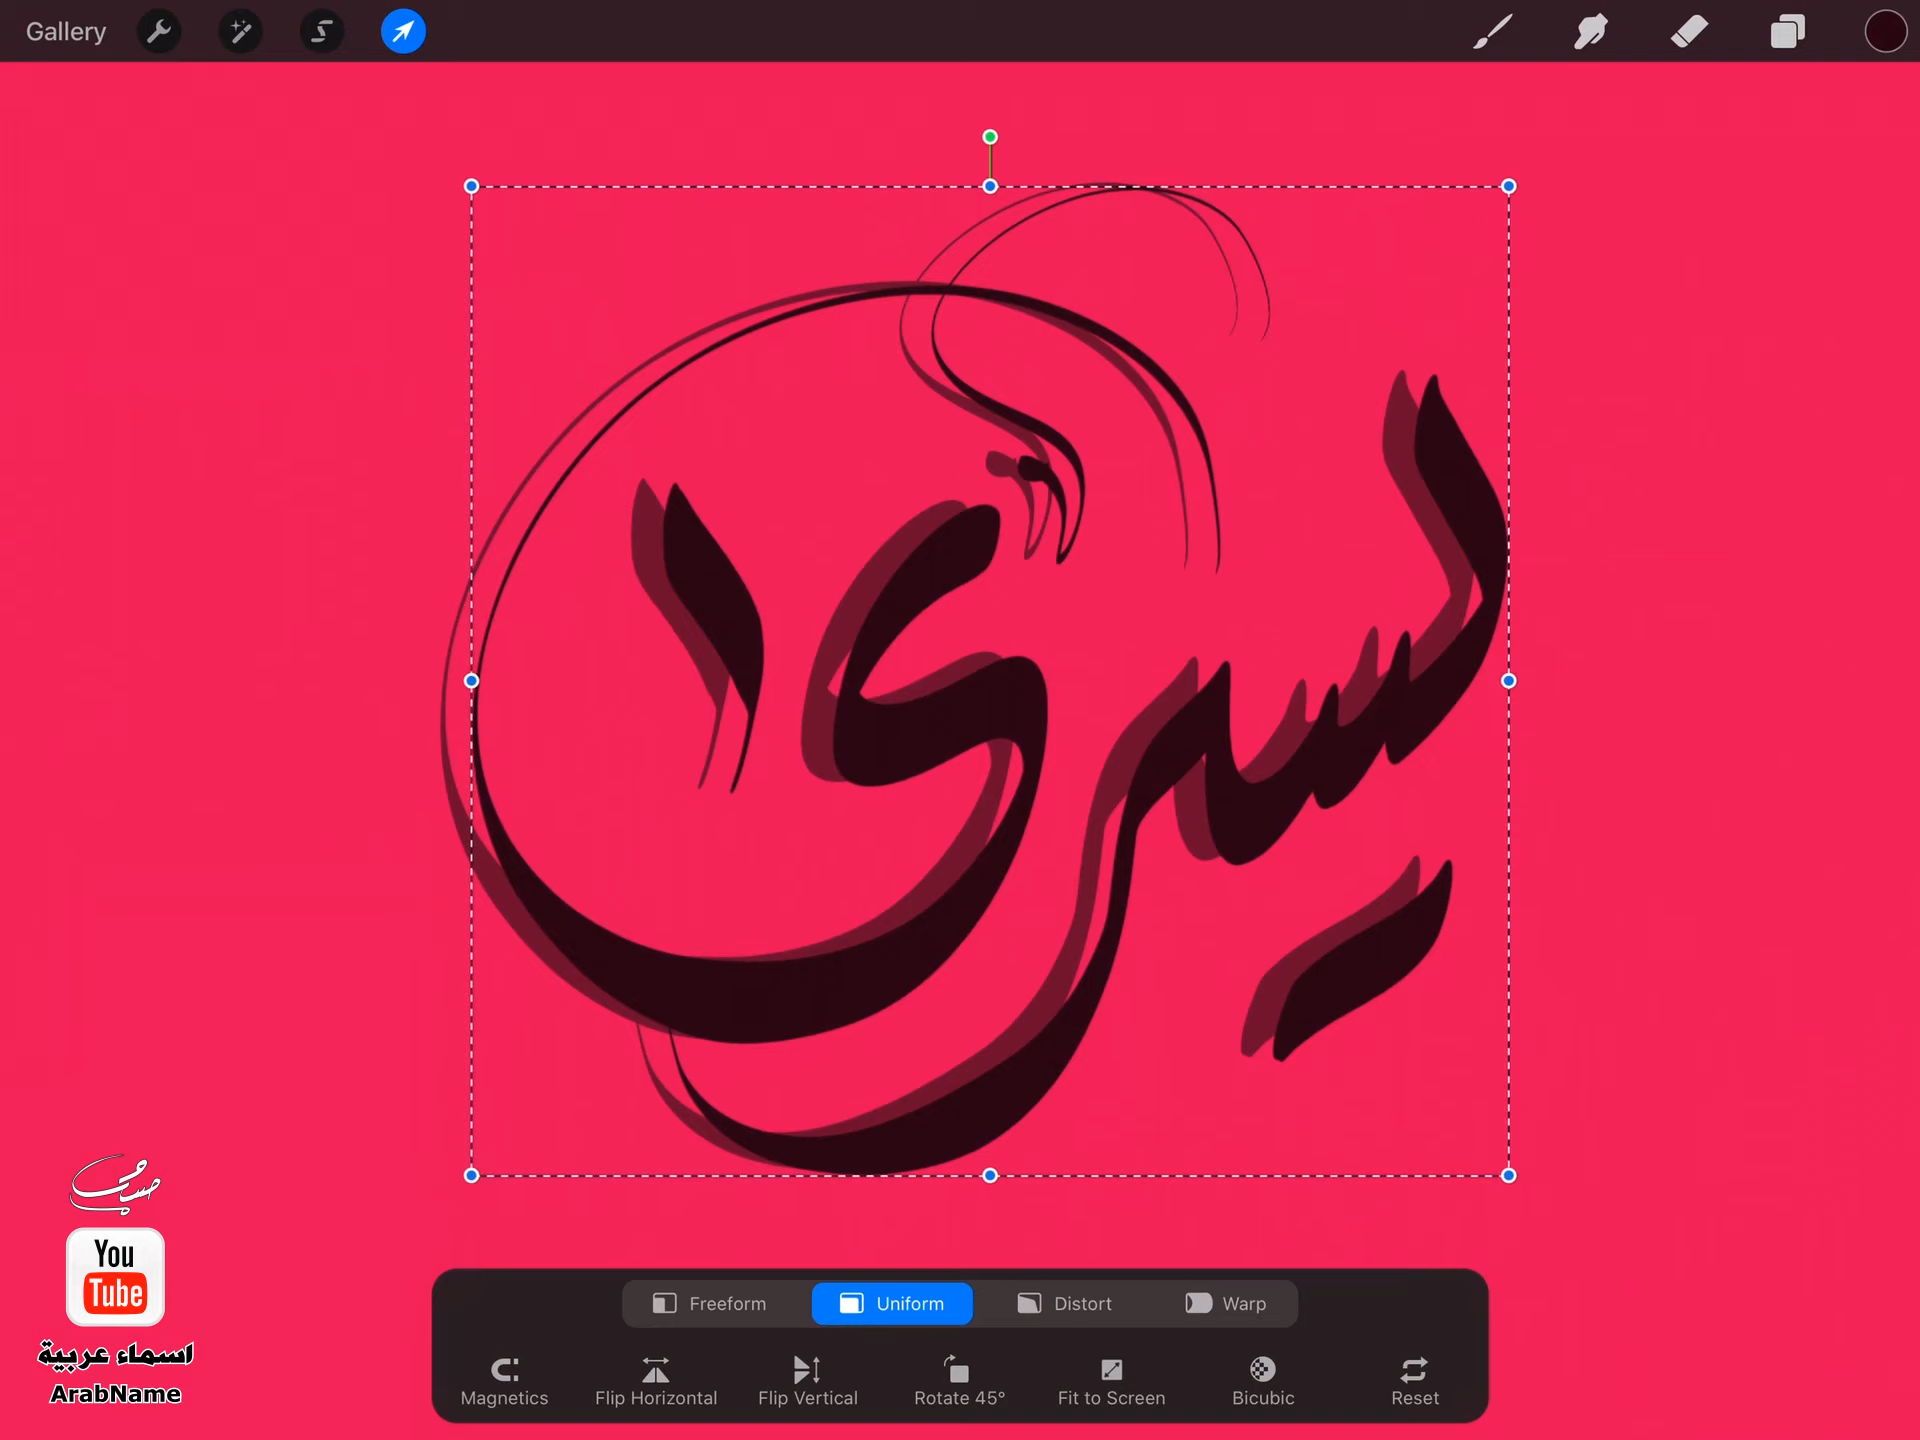 Gallery
يُسرىٰ
You
Tube
اسماء عربية
ArabName
Freeform
Uniform
Distort
Warp
Magnetics
Flip Horizontal
Flip Vertical
Rotate 45°
Fit to Screen
Bicubic
Reset